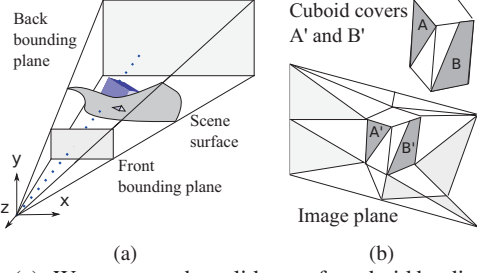 Back
bounding
plane
Scene
surface
Front
bounding plane
y
x
z
(a)
Cuboid covers
A' and B'
A
B
A'
B'
Image plane
(b)